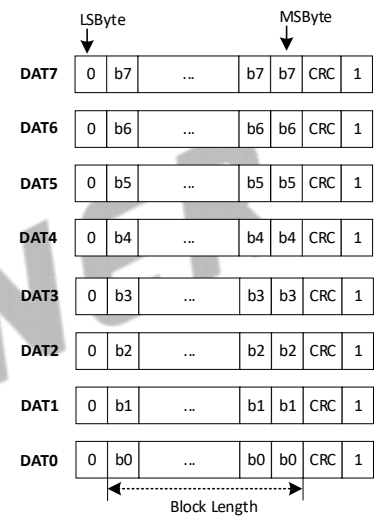 LSByte MSByte
DAT7 0 b7 ... b7 b7 CRC 1
DAT6 0 b6 ... b6 b6 CRC 1
DAT5 0 b5 ... b5 b5 CRC 1
DAT4 0 b4 ... b4 b4 CRC 1
DAT3 0 b3 ... b3 b3 CRC 1
DAT2 0 b2 ... b2 b2 CRC 1
DAT1 0 b1 ... b1 b1 CRC 1
DAT0 0 b0 ... b0 b0 CRC 1
Block Length